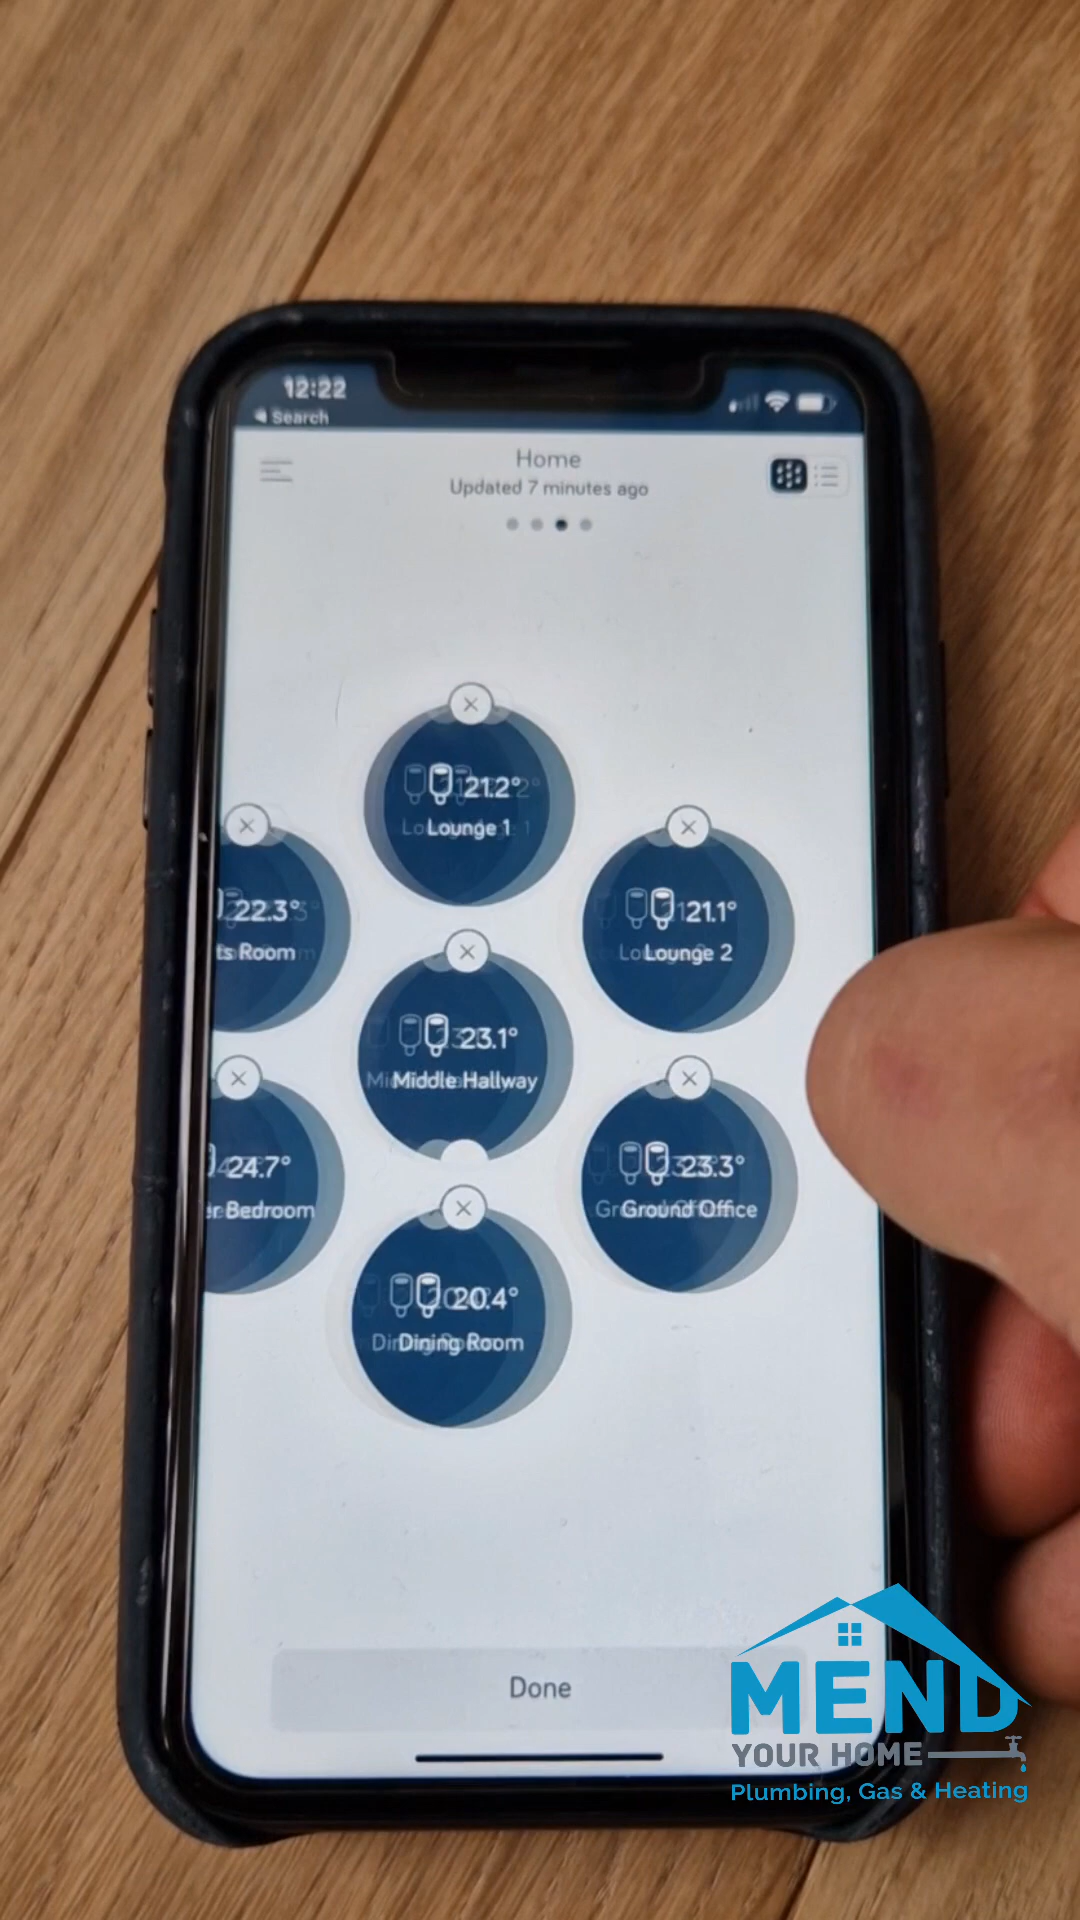 12:22
Search
Home
Updated 7 minutes ago
21.2°
Lounge 1
22.3°
ts Room
21.1°
Lounge 2
23.1°
Middle Hallway
24.7°
r Bedroom
23.3°
Ground Office
20.4°
Dining Room
Done
MEND
YOUR HOME
Plumbing, Gas & Heating